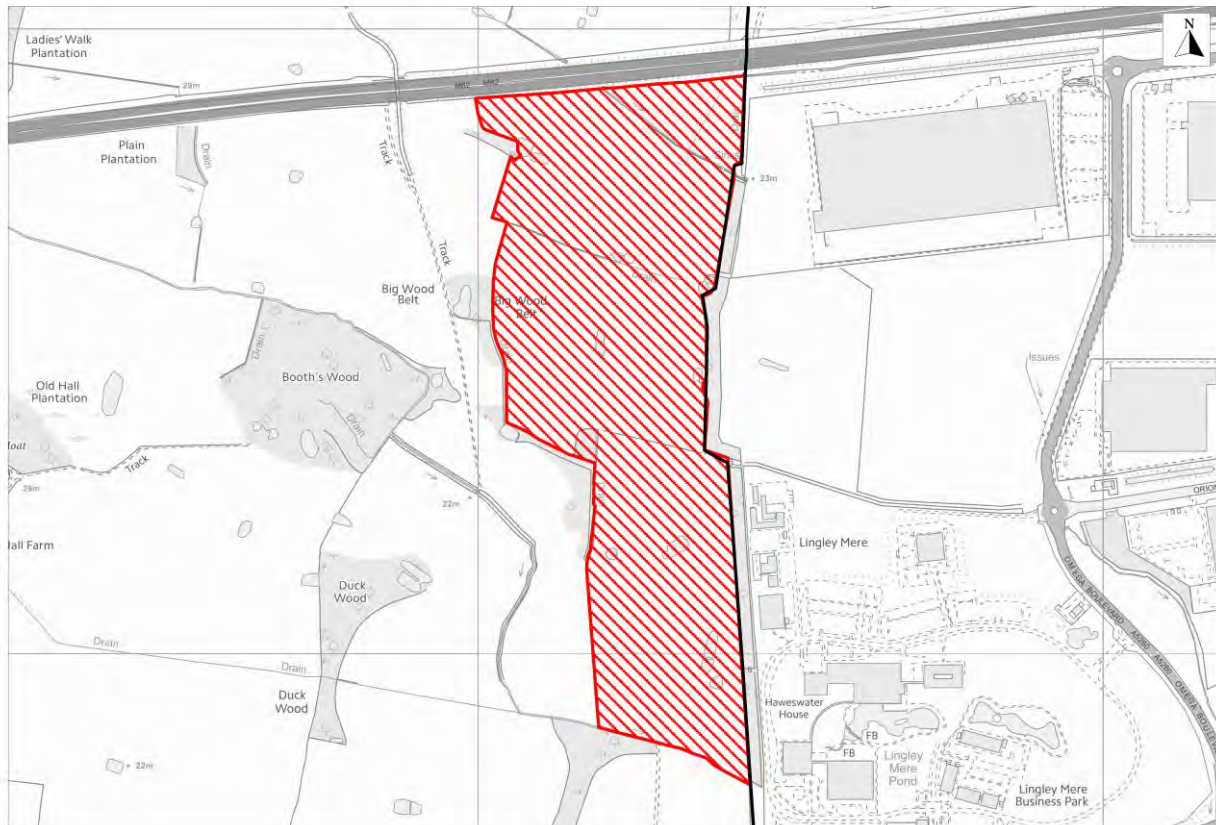 N
Ladies' Walk
Plantation
29m
M62
M62
Plain
Plantation
Drain
Track
23m
Track
Big Wood
Belt
Big Wood
Belt
Drain
Issues
Drain
Booth's Wood
Old Hall
Plantation
Drain
Moat
Track
28m
22m
ORION
Hall Farm
Lingley Mere
Duck
Wood
OMEGA BOULEVARD
A5280
A5280
OMEGA BOULEV
Drain
Drain
Duck
Wood
Haweswater
House
FB
FB
Lingley
Mere
Pond
22m
Lingley Mere
Business Park